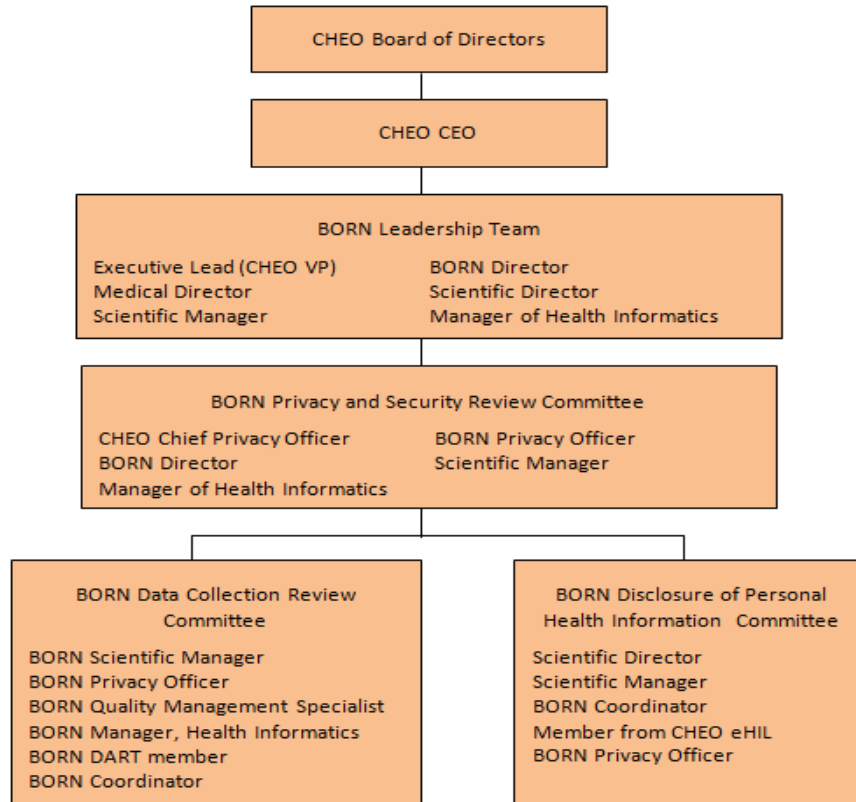 CHEO Board of Directors
CHEO CEO
BORN Leadership Team
Executive Lead (CHEO VP)
BORN Director
Medical Director
Scientific Director
Scientific Manager
Manager of Health Informatics
BORN Privacy and Security Review Committee
CHEO Chief Privacy Officer
BORN Privacy Officer
BORN Director
Scientific Manager
Manager of Health Informatics
BORN Data Collection Review
Committee
BORN Scientific Manager
BORN Privacy Officer
BORN Quality Management Specialist
BORN Manager, Health Informatics
BORN DART member
BORN Coordinator
BORN Disclosure of Personal
Health Information Committee
Scientific Director
Scientific Manager
BORN Coordinator
Member from CHEO eHIL
BORN Privacy Officer